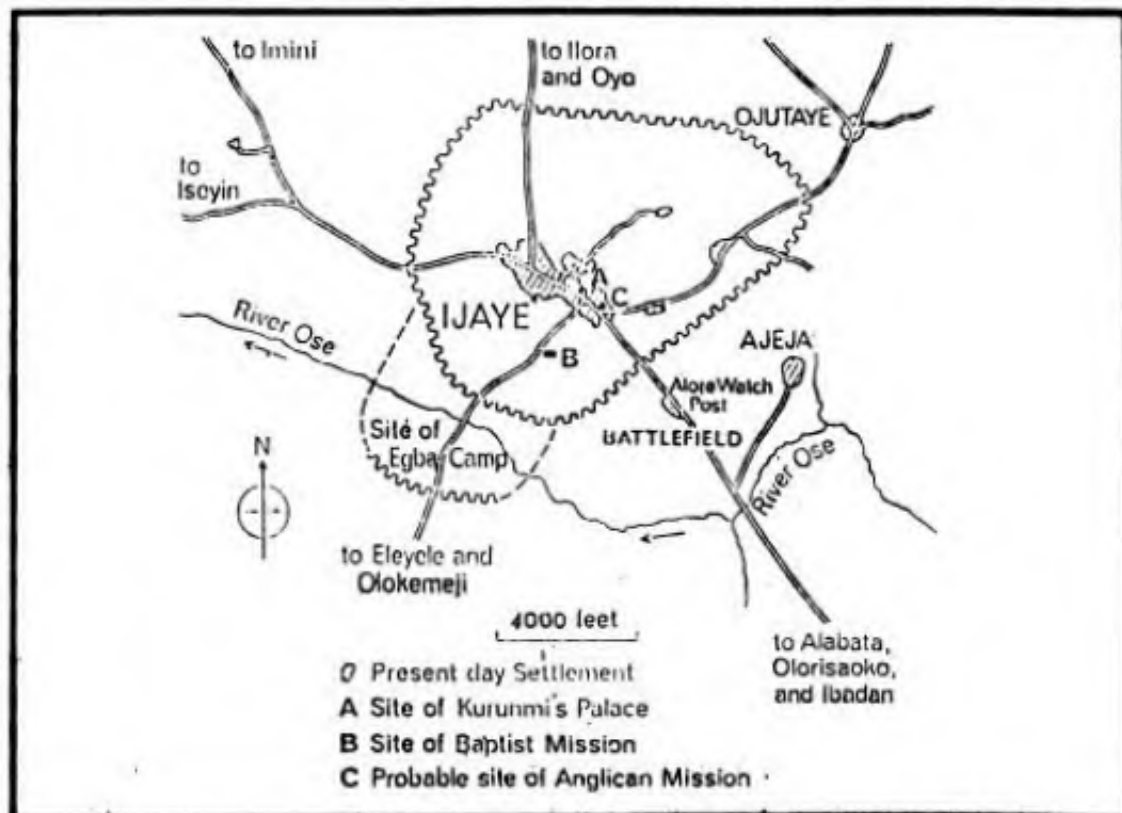 to Imini
to Ilora
and Oyo
OJUTAYE
to
Iseyin
C
IJAYE
River Ose
B
AJEJA
Alore Watch
Post
BATTLEFIELD
Site of
Egba Camp
River Ose
N
to Eleyele and
Olokemeji
4000 feet
to Alabata,
Olorisaoko,
and Ibadan
0 Present day Settlement
A Site of Kurunmi's Palace
B Site of Baptist Mission
C Probable site of Anglican Mission